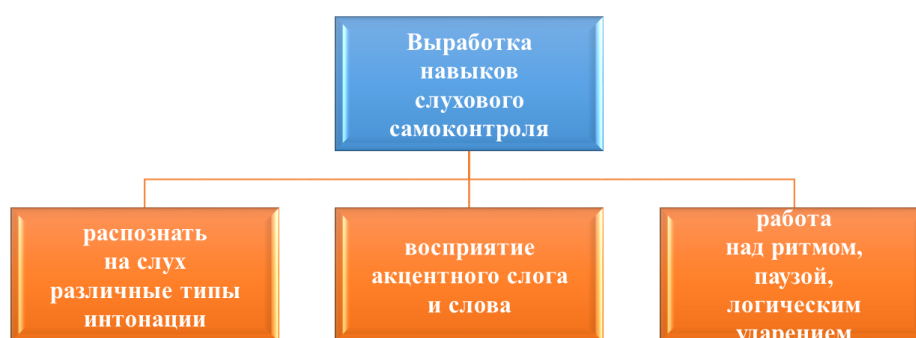 Выработка
навыков
слухового
самоконтроля
распознать
на слух
различные типы
интонации
восприятие
акцентного слога
и слова
работа
над ритмом,
паузой,
логическим
ударением